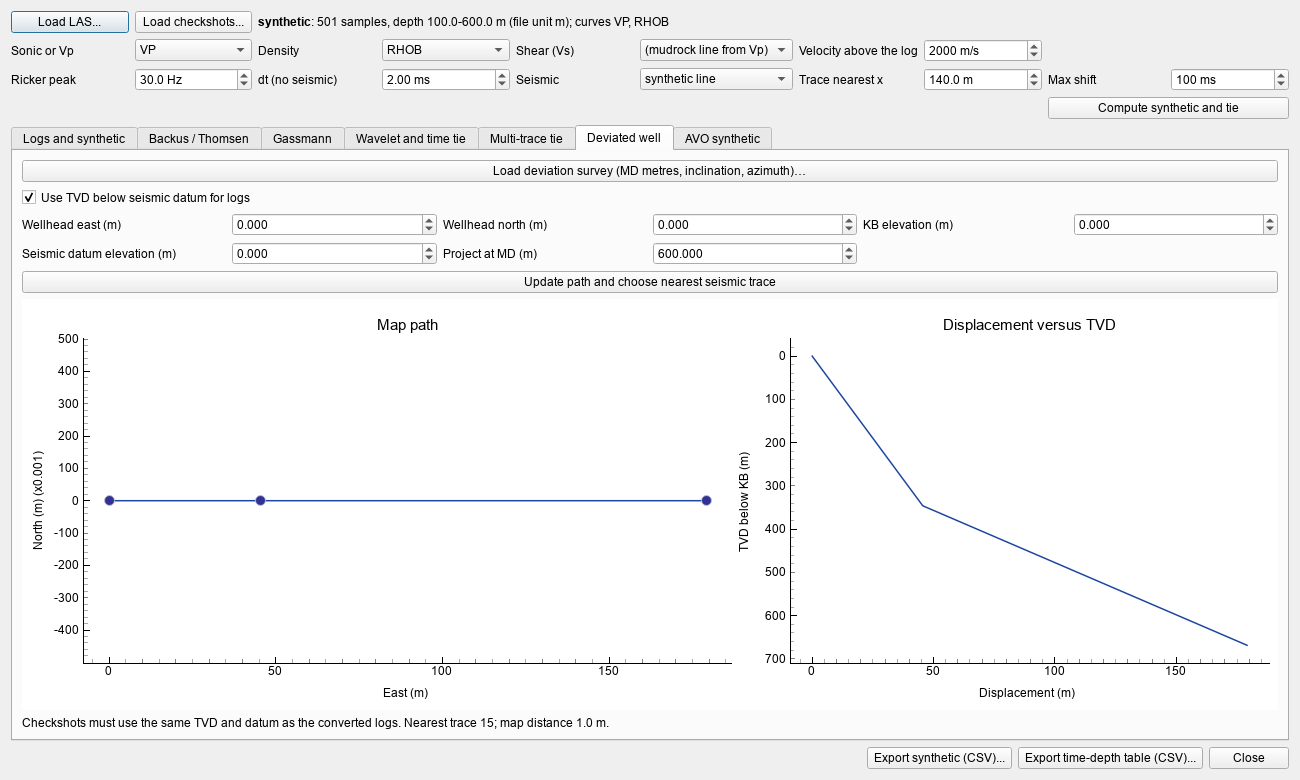 Load LAS... Load checkshots... synthetic: 501 samples, depth 100.0-600.0 m (file unit m); curves VP, RHOB
Sonic or Vp VP Density RHOB Shear (Vs) (mudrock line from Vp) Velocity above the log 2000 m/s
Ricker peak 30.0 Hz dt (no seismic) 2.00 ms Seismic synthetic line Trace nearest x 140.0 m Max shift 100 ms
Compute synthetic and tie
Logs and synthetic Backus / Thomsen Gassmann Wavelet and time tie Multi-trace tie Deviated well AVO synthetic
Load deviation survey (MD metres, inclination, azimuth)…
Use TVD below seismic datum for logs
Wellhead east (m) 0.000 Wellhead north (m) 0.000 KB elevation (m) 0.000
Seismic datum elevation (m) 0.000 Project at MD (m) 600.000
Update path and choose nearest seismic trace
Map path
North (m) (x0.001)
500
400
300
200
100
0
-100
-200
-300
-400
0 50 100 150
East (m)
Displacement versus TVD
TVD below KB (m)
0
100
200
300
400
500
600
700
0 50 100 150
Displacement (m)
Checkshots must use the same TVD and datum as the converted logs. Nearest trace 15; map distance 1.0 m.
Export synthetic (CSV)... Export time-depth table (CSV)... Close